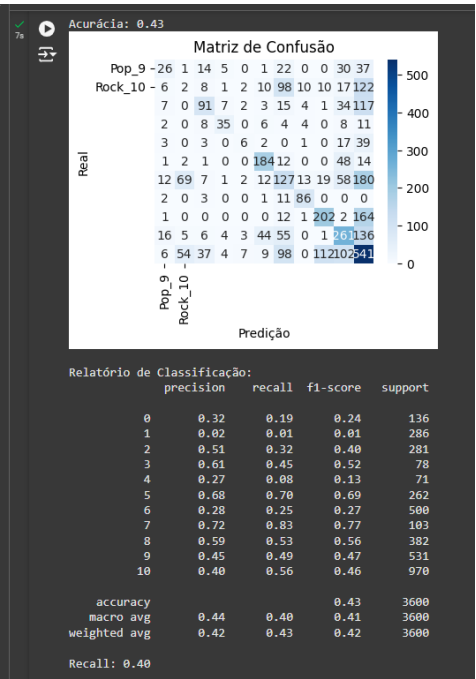 Acurácia: 0.43
7s
Matriz de Confusão
Pop_9 26 1 14 5 0 1 22 0 0 30 37
Rock_10 6 2 8 1 2 10 98 10 10 17 122
7 0 91 7 2 3 15 4 1 34 117
2 0 8 35 0 6 4 4 0 8 11
3 0 3 0 6 2 0 1 0 17 39
1 2 1 0 0 184 12 0 0 48 14
12 69 7 1 2 12 127 13 19 58 180
2 0 3 0 0 1 11 86 0 0 0
1 0 0 0 0 0 12 1 202 2 164
16 5 6 4 3 44 55 0 1 261 136
6 54 37 4 7 9 98 0 112 102 541
Real
500
400
300
200
100
0
Pop_9
Rock_10
Predição
Relatório de Classificação:
precision recall f1-score support
0 0.32 0.19 0.24 136
1 0.02 0.01 0.01 286
2 0.51 0.32 0.40 281
3 0.61 0.45 0.52 78
4 0.27 0.08 0.13 71
5 0.68 0.70 0.69 262
6 0.28 0.25 0.27 500
7 0.72 0.83 0.77 103
8 0.59 0.53 0.56 382
9 0.45 0.49 0.47 531
10 0.40 0.56 0.46 970
accuracy 0.43 3600
macro avg 0.44 0.40 0.41 3600
weighted avg 0.42 0.43 0.42 3600
Recall: 0.40